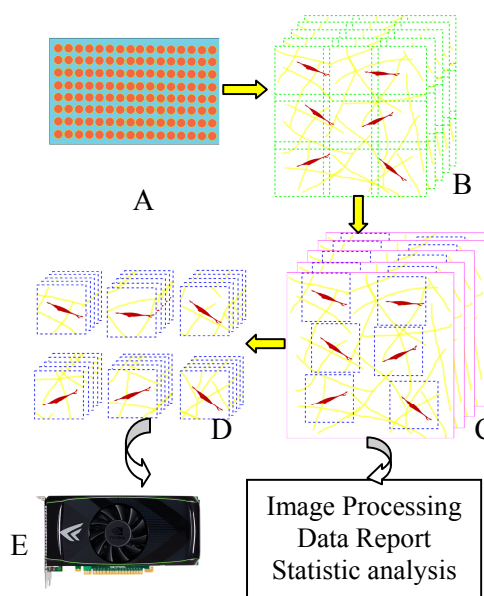 A
B
C
D
E
Image Processing
Data Report
Statistic analysis